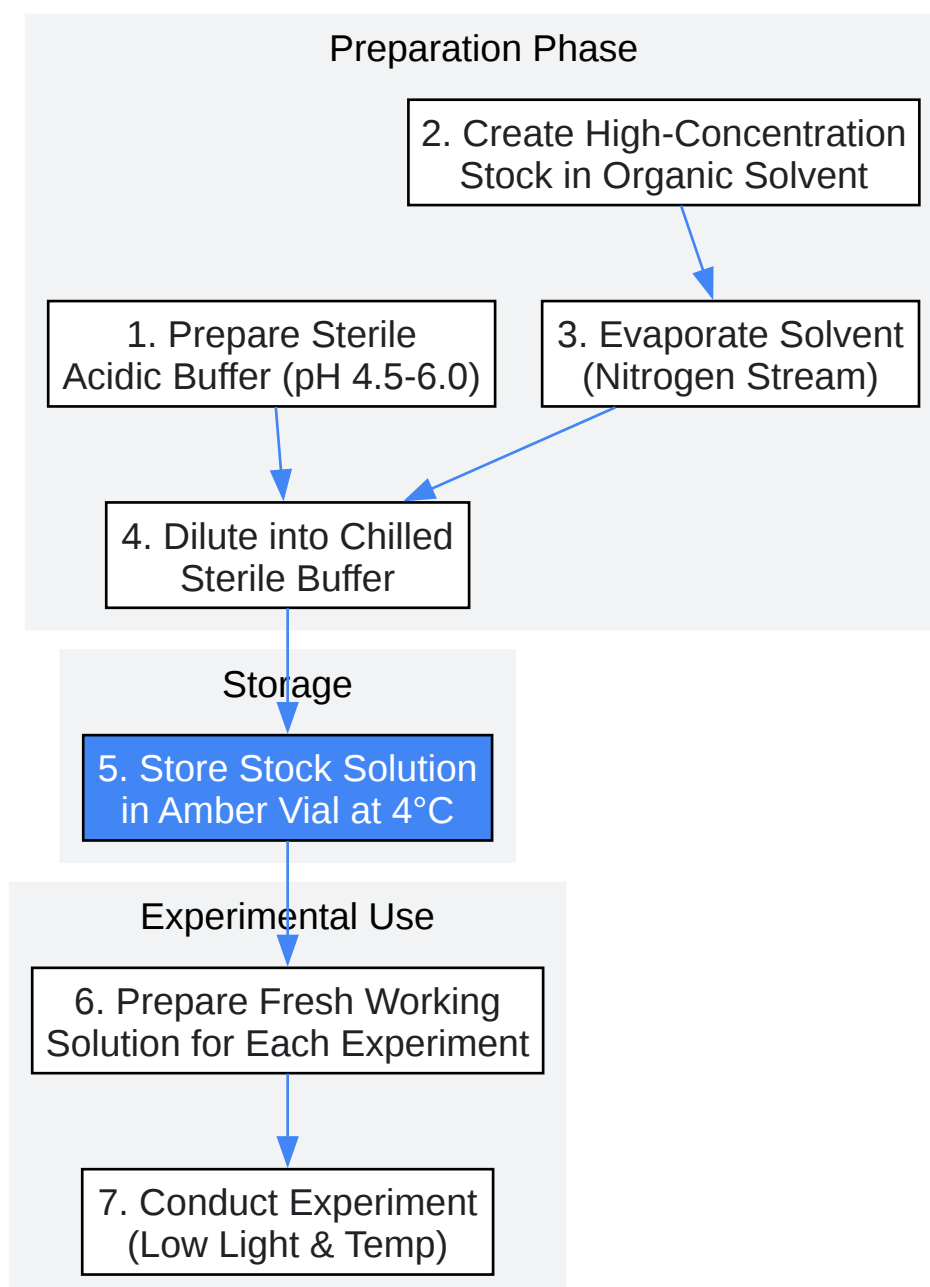 Preparation Phase
2. Create High-Concentration
Stock in Organic Solvent
1. Prepare Sterile
Acidic Buffer (pH 4.5-6.0)
3. Evaporate Solvent
(Nitrogen Stream)
4. Dilute into Chilled
Sterile Buffer
Storage
5. Store Stock Solution
in Amber Vial at 4°C
Experimental Use
6. Prepare Fresh Working
Solution for Each Experiment
7. Conduct Experiment
(Low Light & Temp)